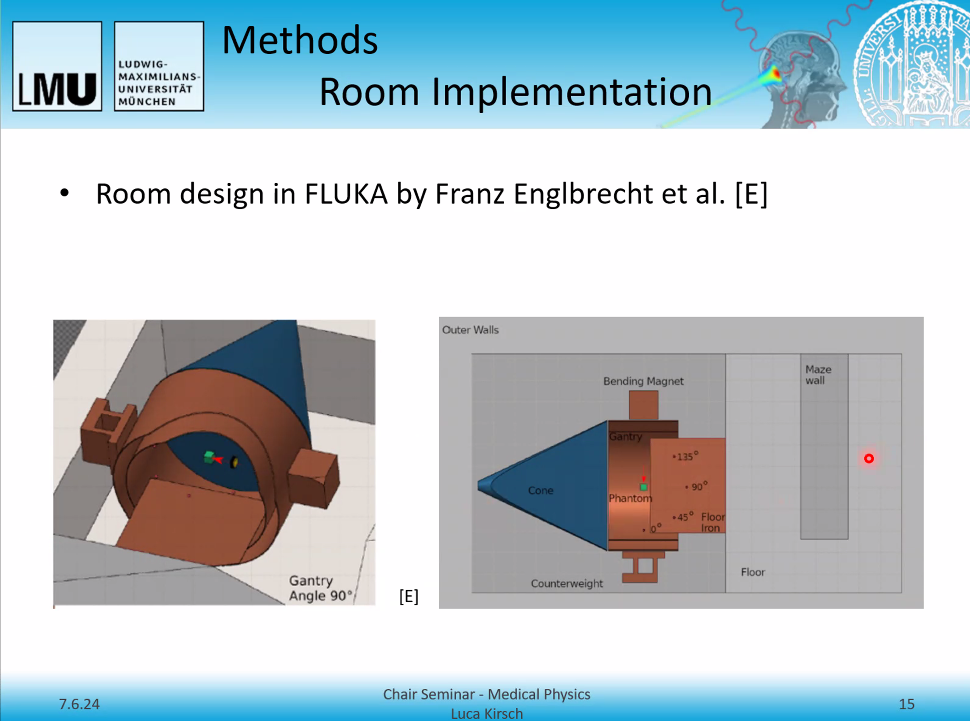 LMU
LUDWIG-
MAXIMILIANS-
UNIVERSITÄT
MÜNCHEN
Methods
Room Implementation
• Room design in FLUKA by Franz Englbrecht et al. [E]
Gantry
Angle 90°
[E]
Outer Walls
Maze
wall
Bending Magnet
Gantry
135°
Cone
90°
Phantom
45°
Floor
Iron
0°
Floor
Counterweight
7.6.24
Chair Seminar - Medical Physics
Luca Kirsch
15